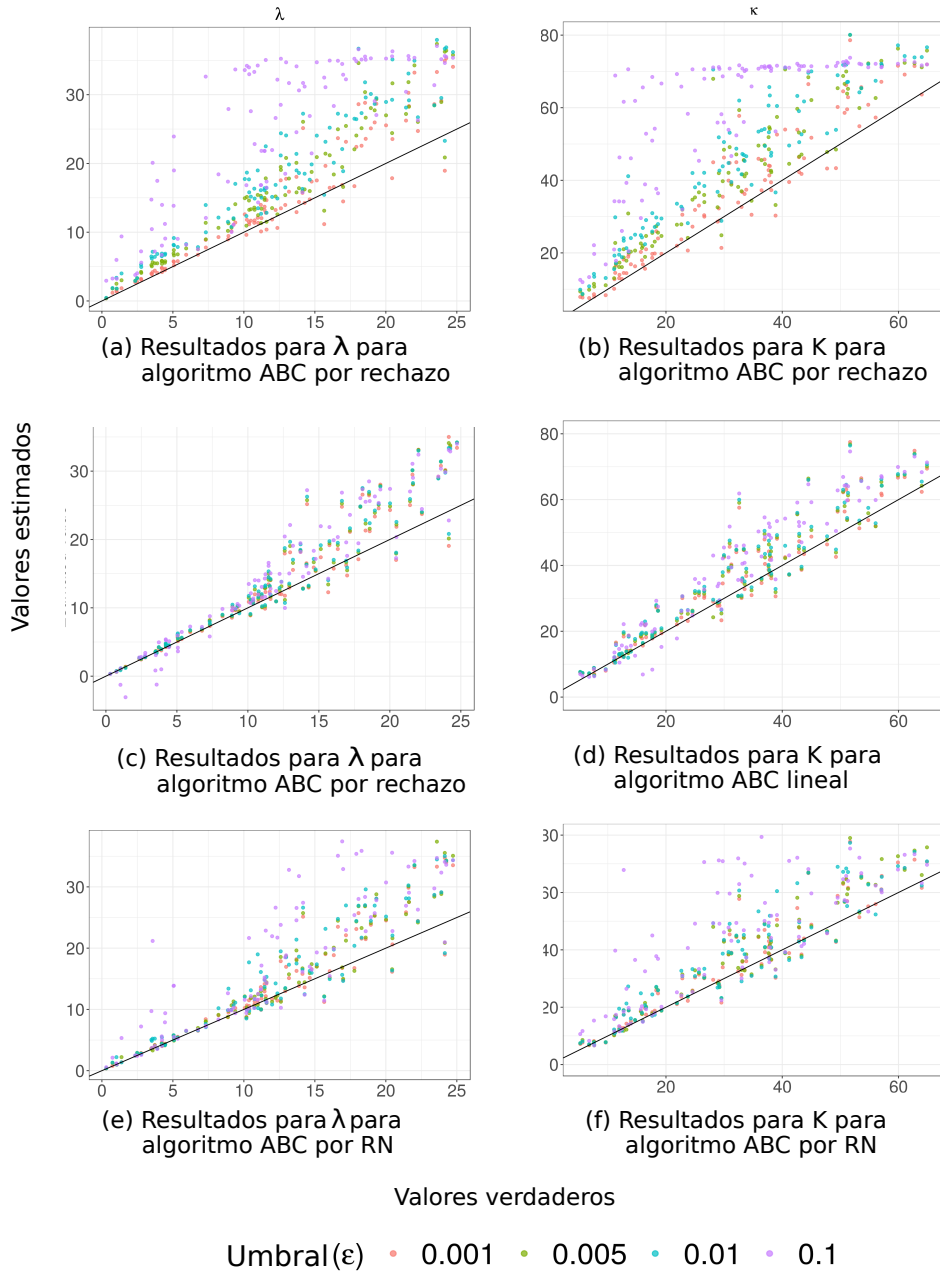 λ
κ
30
20
10
0
0 5 10 15 20 25
80
60
40
20
20 40 60
(a) Resultados para λ para
algoritmo ABC por rechazo
(b) Resultados para K para
algoritmo ABC por rechazo
Valores estimados
30
20
10
0
0 5 10 15 20 25
80
60
40
20
0
20 40 60
(c) Resultados para λ para
algoritmo ABC por rechazo
(d) Resultados para K para
algoritmo ABC lineal
30
20
10
0
0 5 10 15 20 25
80
60
40
20
0
20 40 60
(e) Resultados para λ para
algoritmo ABC por RN
(f) Resultados para K para
algoritmo ABC por RN
Valores verdaderos
Umbral (ε) 0.001 0.005 0.01 0.1